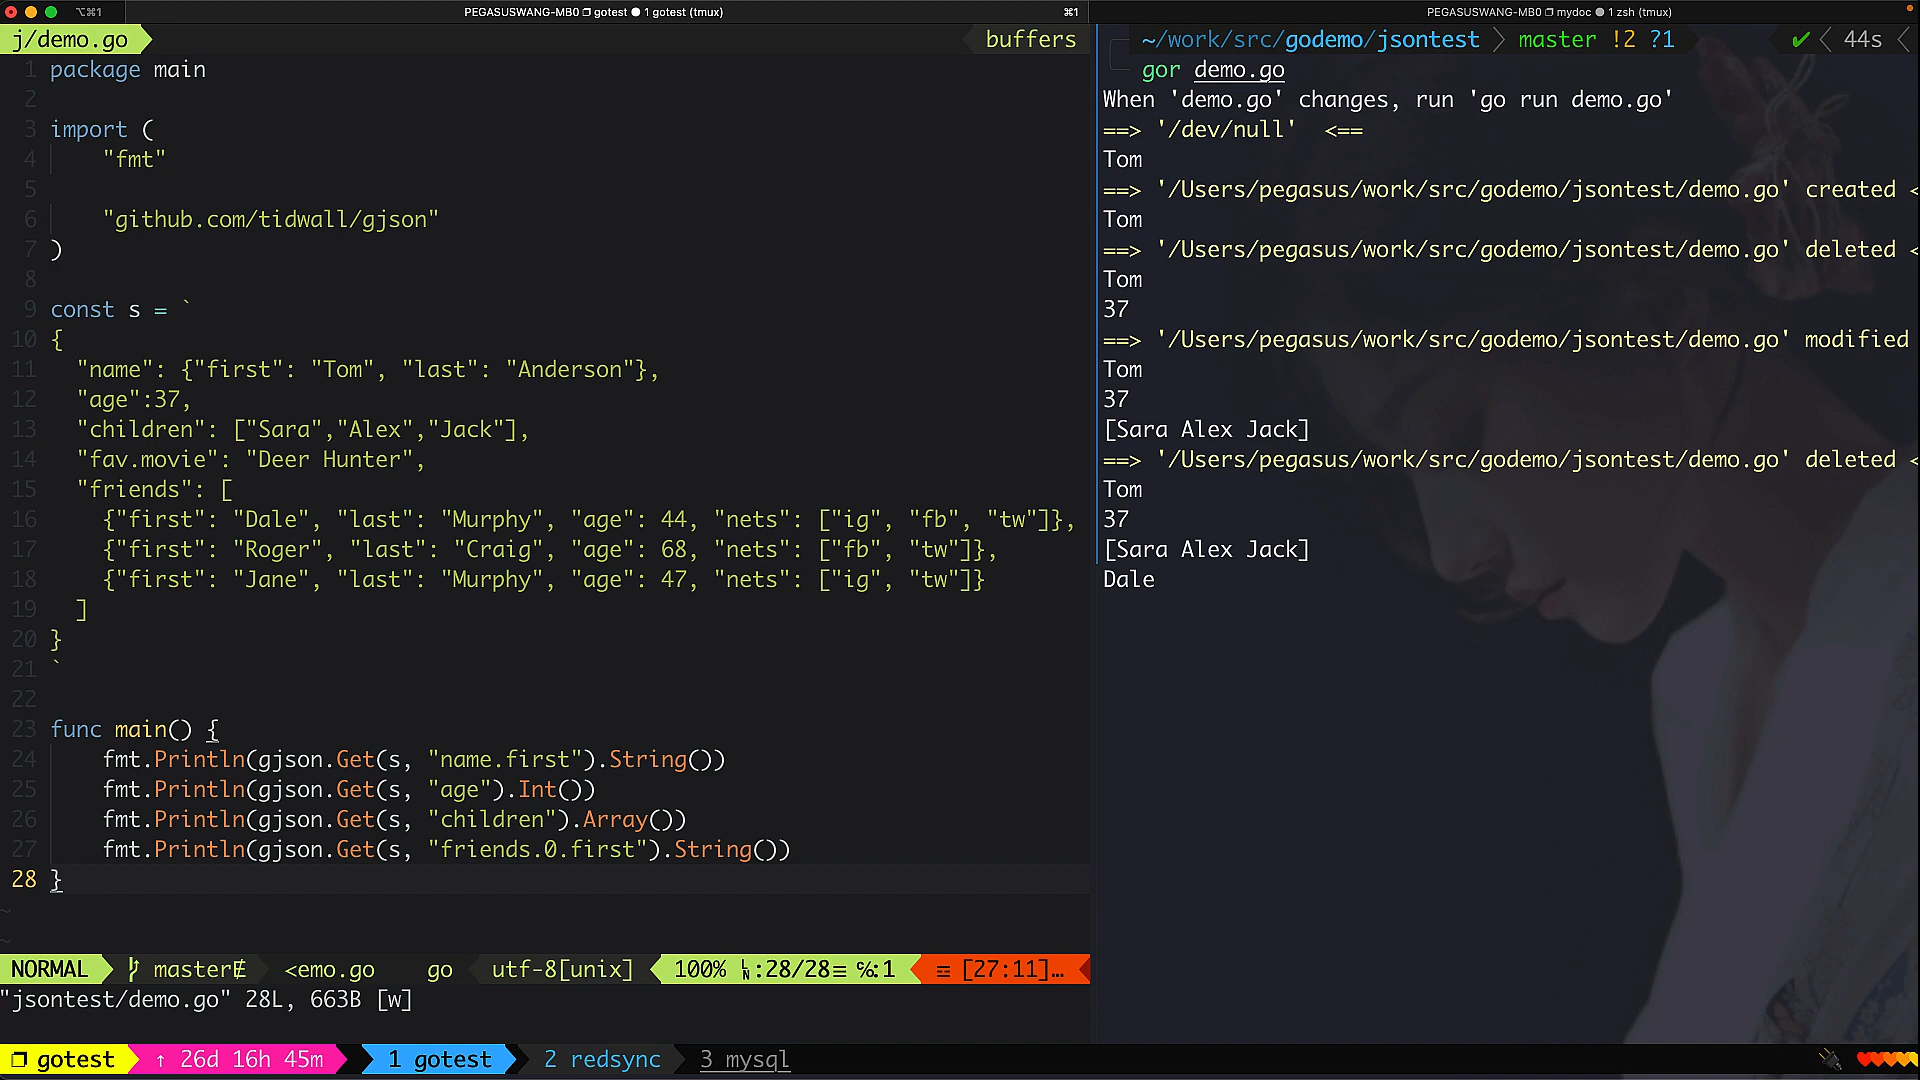 ⌥⌘1
PEGASUSWANG-MB0 ❐ gotest ● 1 gotest (tmux)
⌘1
PEGASUSWANG-MB0 ❐ mydoc ● 1 zsh (tmux)
j/demo.go
buffers
1 package main
2
3 import (
4     "fmt"
5
6     "github.com/tidwall/gjson"
7 )
8
9 const s = `
10 {
11   "name": {"first": "Tom", "last": "Anderson"},
12   "age":37,
13   "children": ["Sara","Alex","Jack"],
14   "fav.movie": "Deer Hunter",
15   "friends": [
16     {"first": "Dale", "last": "Murphy", "age": 44, "nets": ["ig", "fb", "tw"]},
17     {"first": "Roger", "last": "Craig", "age": 68, "nets": ["fb", "tw"]},
18     {"first": "Jane", "last": "Murphy", "age": 47, "nets": ["ig", "tw"]}
19   ]
20 }
21 `
22
23 func main() {
24     fmt.Println(gjson.Get(s, "name.first").String())
25     fmt.Println(gjson.Get(s, "age").Int())
26     fmt.Println(gjson.Get(s, "children").Array())
27     fmt.Println(gjson.Get(s, "friends.0.first").String())
28 }
~
~
NORMAL master <emo.go go utf-8[unix] 100% ␤:28/28≡ ℅:1 ☲ [27:11]…
"jsontest/demo.go" 28L, 663B [w]
~/work/src/godemo/jsontest master !2 ?1 ✔ 44s
gor demo.go
When 'demo.go' changes, run 'go run demo.go'
==> '/dev/null'  <==
Tom
==> '/Users/pegasus/work/src/godemo/jsontest/demo.go' created <
Tom
==> '/Users/pegasus/work/src/godemo/jsontest/demo.go' deleted <
Tom
37
==> '/Users/pegasus/work/src/godemo/jsontest/demo.go' modified
Tom
37
[Sara Alex Jack]
==> '/Users/pegasus/work/src/godemo/jsontest/demo.go' deleted <
Tom
37
[Sara Alex Jack]
Dale
❐ gotest ↑ 26d 16h 45m 1 gotest 2 redsync 3 mysql